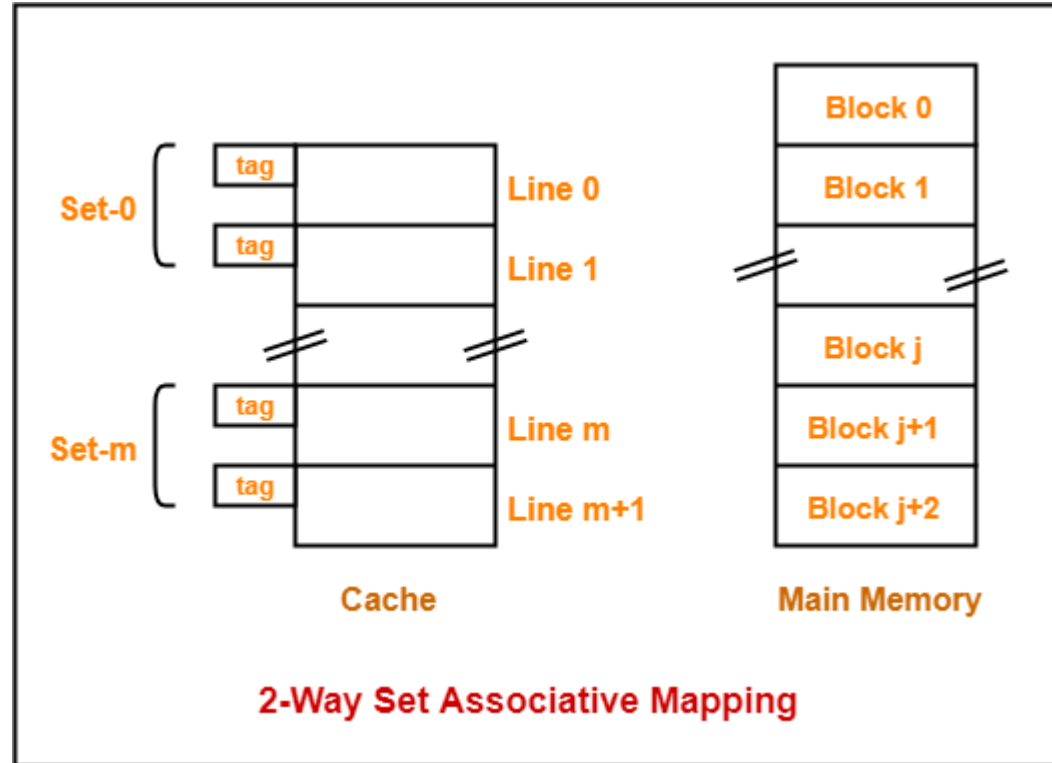 Set-0
tag
tag
Line 0
Line 1
Set-m
tag
tag
Line m
Line m+1
Cache
Block 0
Block 1
Block j
Block j+1
Block j+2
Main Memory
2-Way Set Associative Mapping